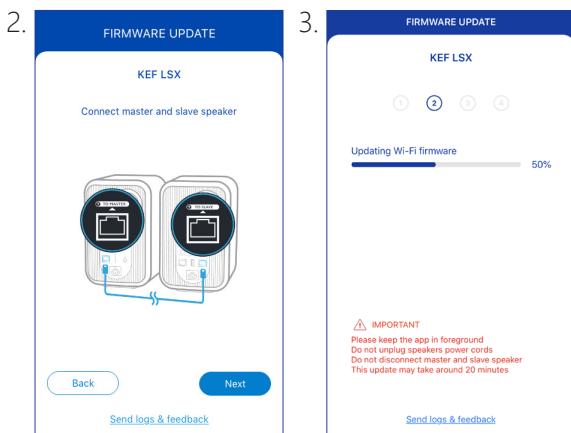 2.
FIRMWARE UPDATE
KEF LSX
Connect master and slave speaker
TO MASTER
TO SLAVE
Back
Next
Send logs & feedback
3.
FIRMWARE UPDATE
KEF LSX
1 2 3 4
Updating Wi-Fi firmware
50%
IMPORTANT
Please keep the app in foreground
Do not unplug speakers power cords
Do not disconnect master and slave speaker
This update may take around 20 minutes
Send logs & feedback